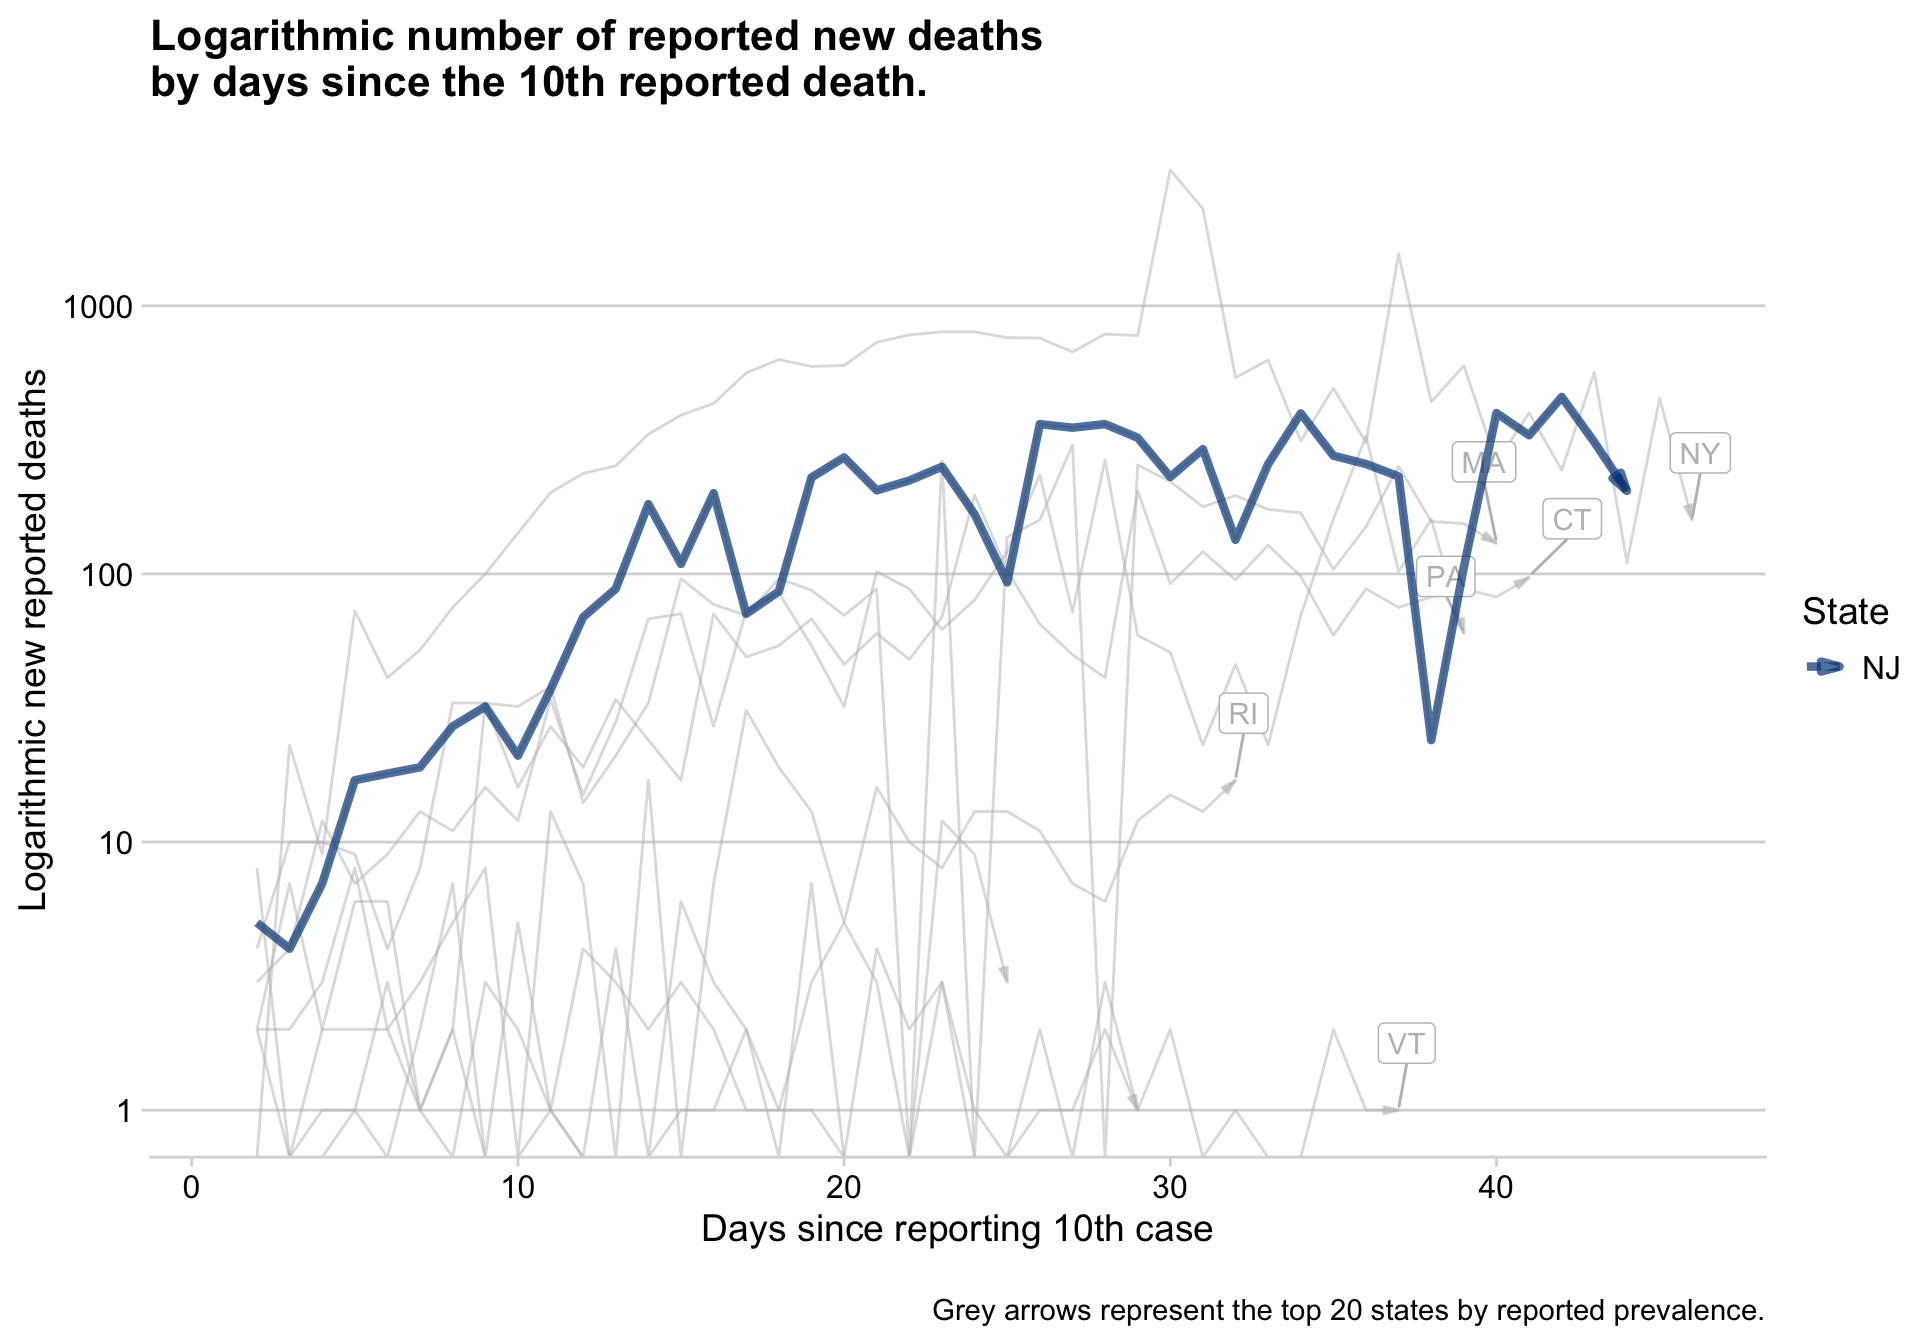 Logarithmic number of reported new deaths
by days since the 10th reported death.
Logarithmic new reported deaths
1000
100
10
1
NY
MA
CT
PA
RI
VT
State
NJ
0 10 20 30 40
Days since reporting 10th case
Grey arrows represent the top 20 states by reported prevalence.